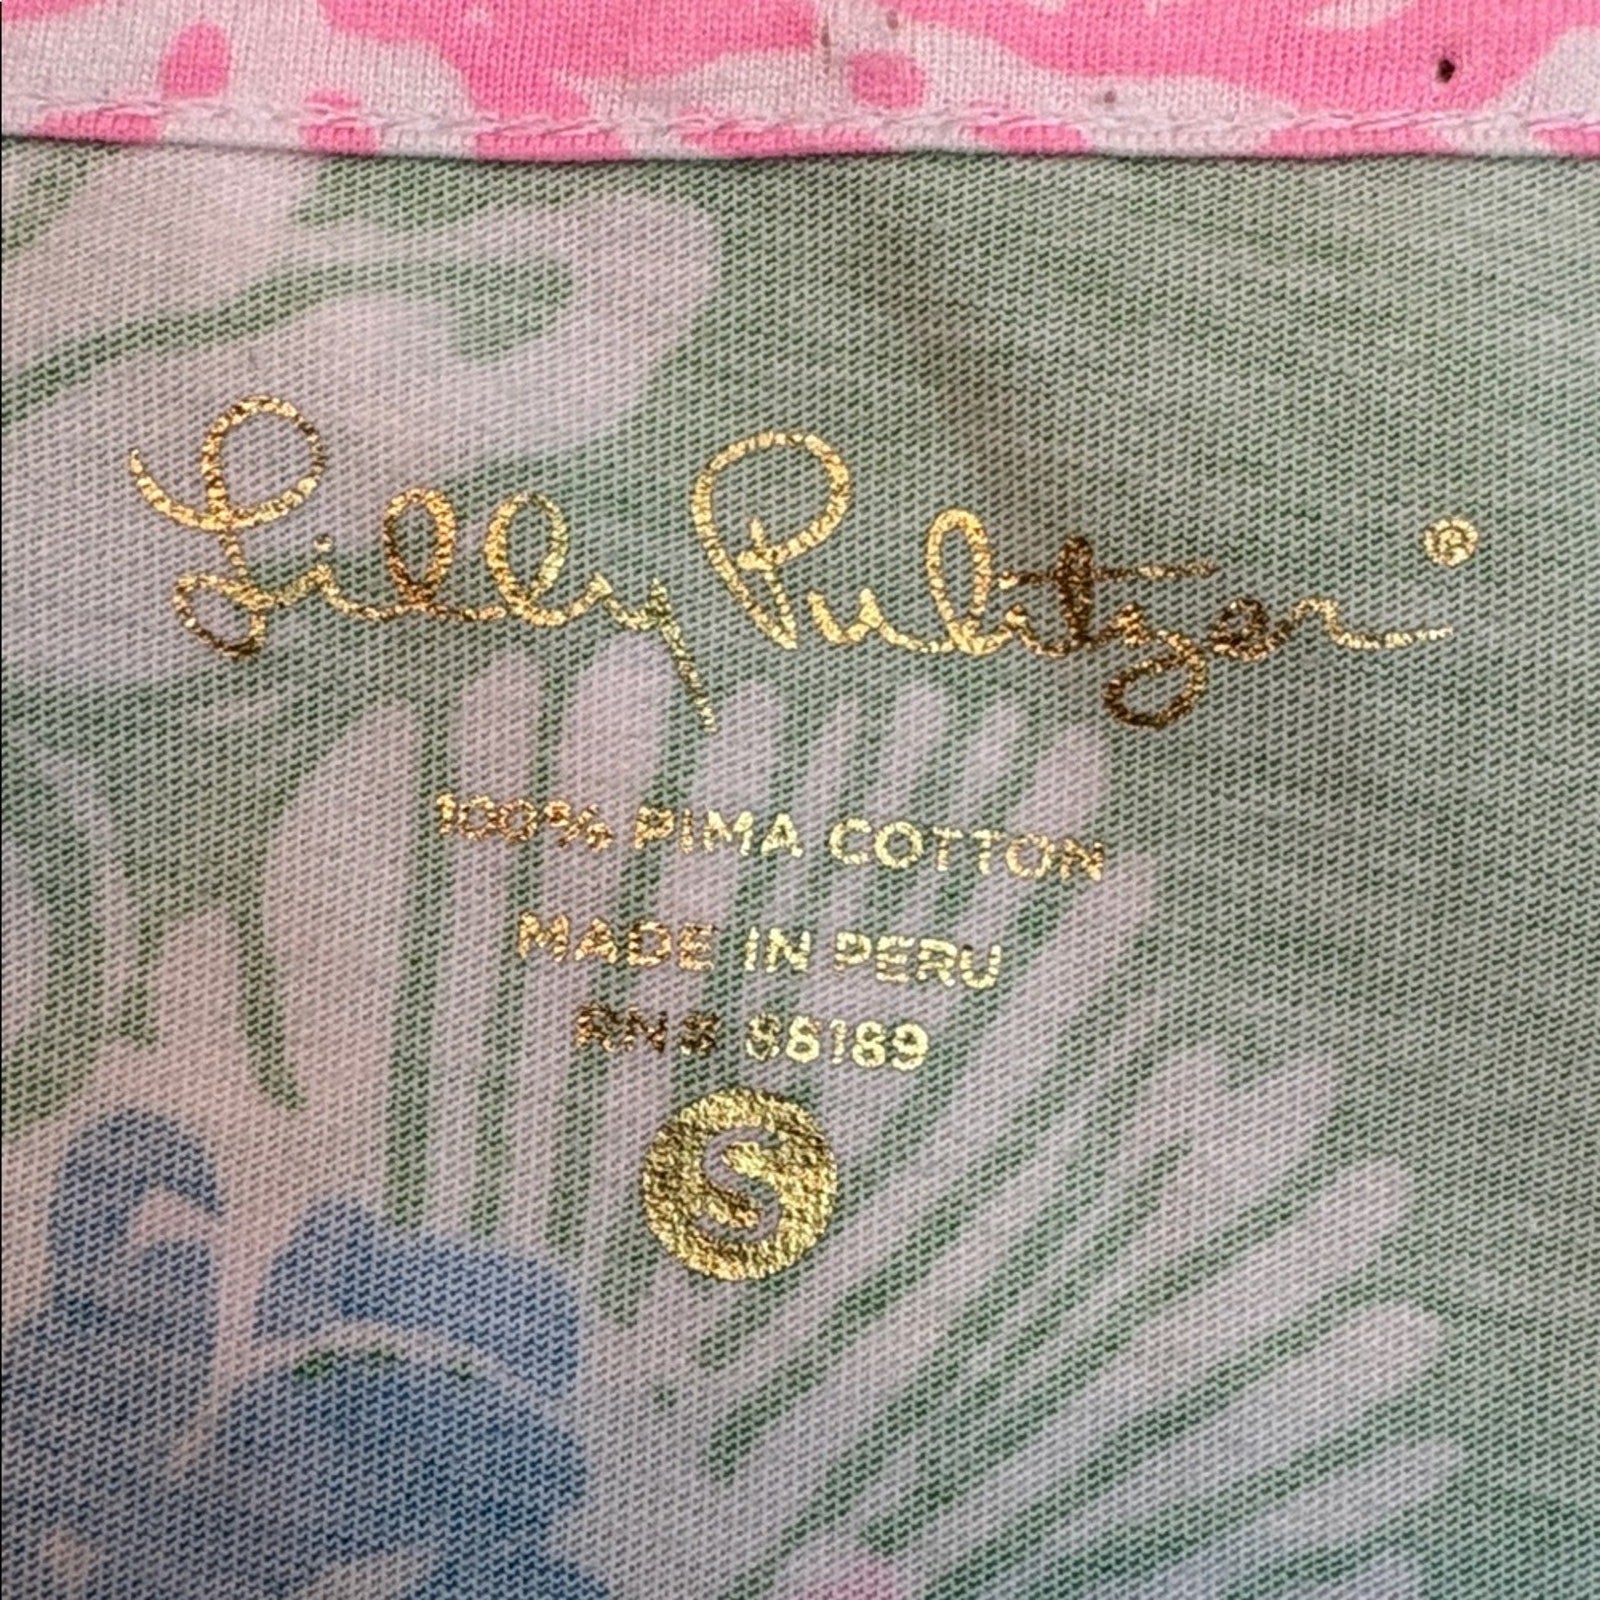 Lilly Pulitzer®
100% PIMA COTTON
MADE IN PERU
RN# 88189
S